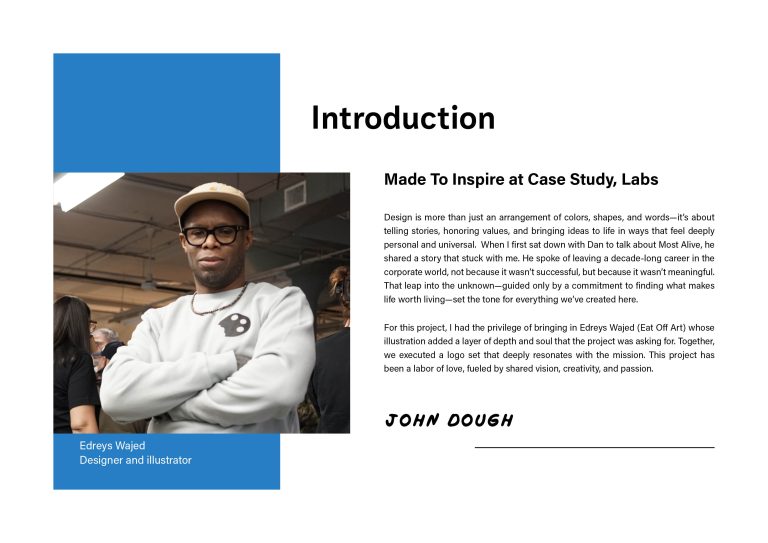 Introduction
Made To Inspire at Case Study, Labs
Design is more than just an arrangement of colors, shapes, and words—it's about
telling stories, honoring values, and bringing ideas to life in ways that feel deeply
personal and universal.  When I first sat down with Dan to talk about Most Alive, he
shared a story that stuck with me. He spoke of leaving a decade-long career in the
corporate world, not because it wasn't successful, but because it wasn't meaningful.
That leap into the unknown—guided only by a commitment to finding what makes
life worth living—set the tone for everything we've created here.
For this project, I had the privilege of bringing in Edreys Wajed (Eat Off Art) whose
illustration added a layer of depth and soul that the project was asking for. Together,
we executed a logo set that deeply resonates with the mission. This project has
been a labor of love, fueled by shared vision, creativity, and passion.
JOHN DOUGH
Edreys Wajed
Designer and illustrator